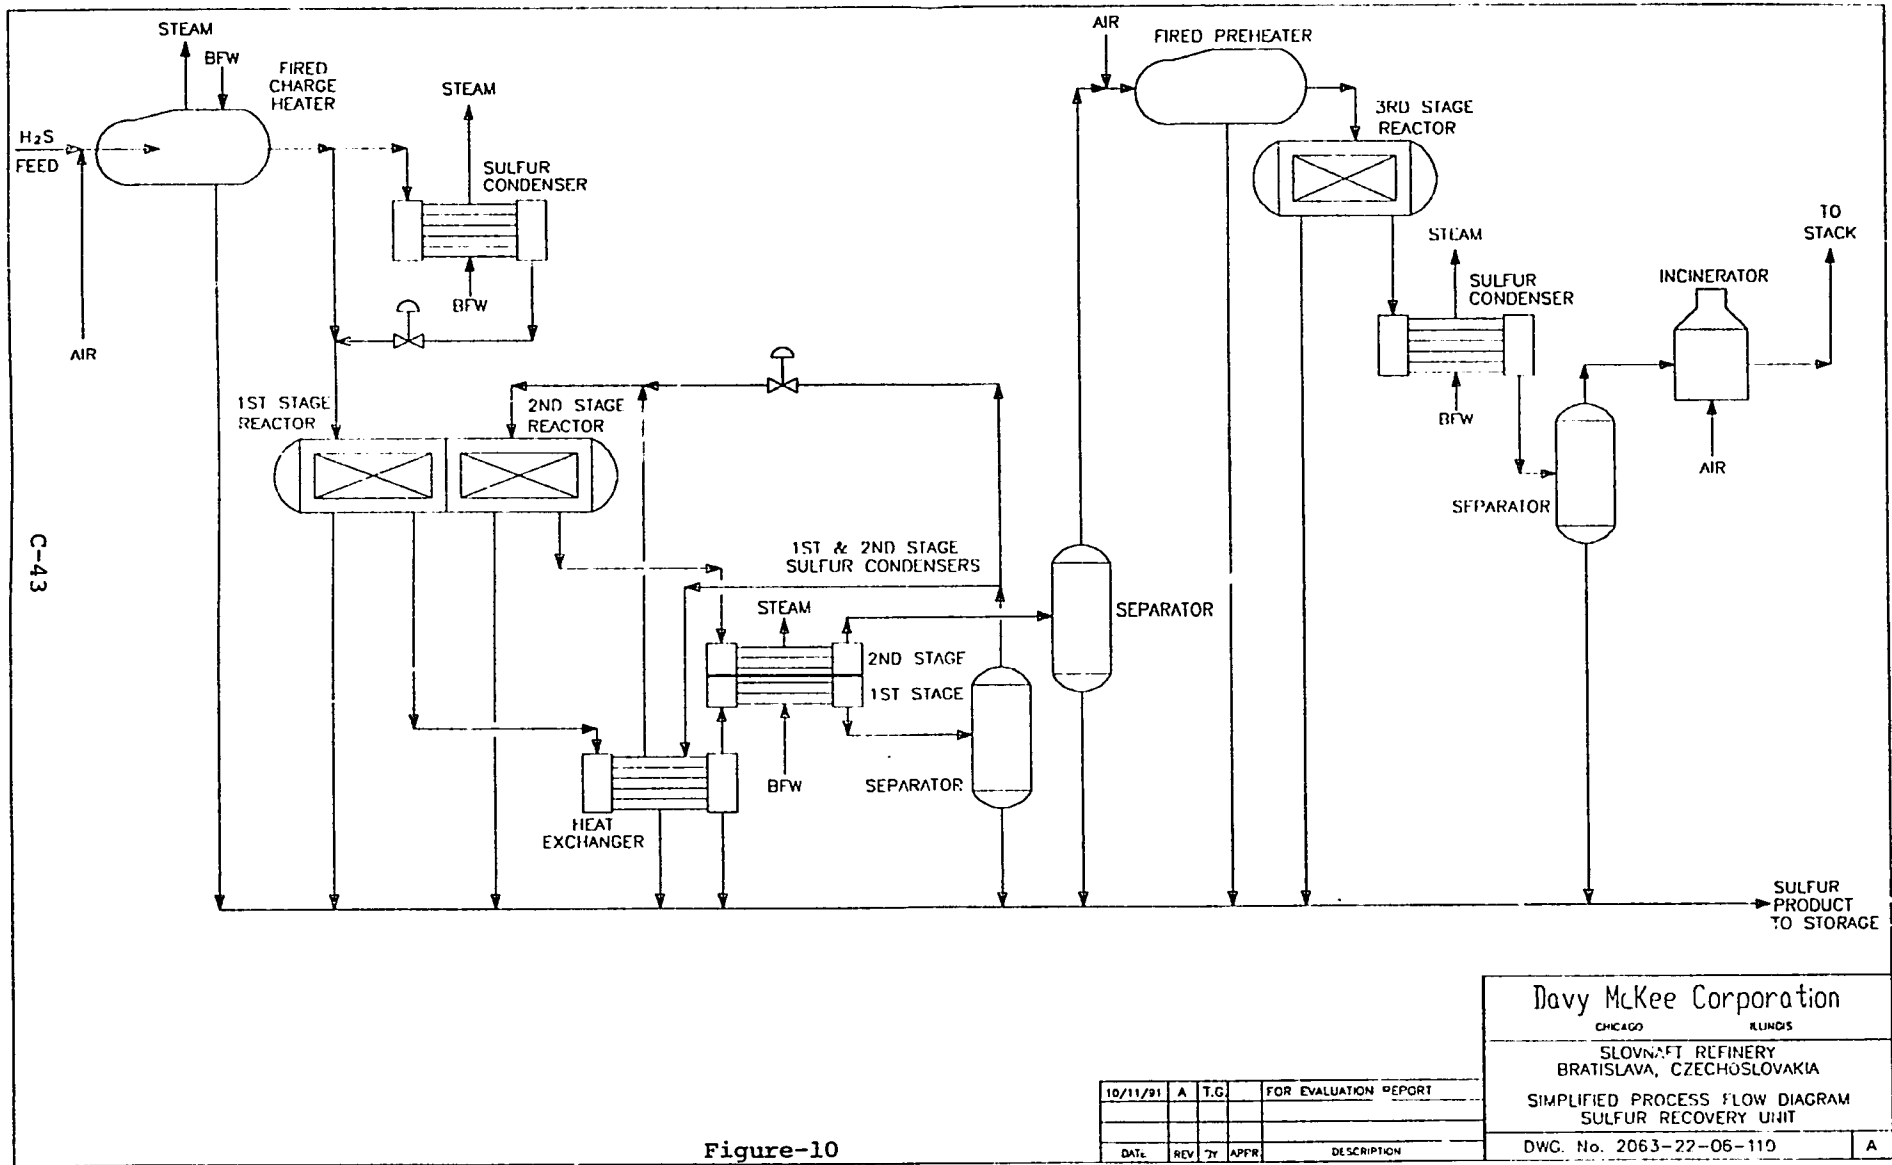 STEAM
BFW
FIRED
CHARGE
HEATER
H2S
FEED
AIR
STEAM
SULFUR
CONDENSER
BFW
AIR
FIRED PREHEATER
3RD STAGE
REACTOR
STEAM
SULFUR
CONDENSER
BFW
TO
STACK
INCINERATOR
AIR
SEPARATOR
1ST STAGE
REACTOR
2ND STAGE
REACTOR
1ST & 2ND STAGE
SULFUR CONDENSERS
STEAM
2ND STAGE
1ST STAGE
BFW
SEPARATOR
SEPARATOR
HEAT
EXCHANGER
SULFUR
PRODUCT
TO STORAGE
C-43
Figure-10
10/11/91 A T.G. FOR EVALUATION REPORT
DATE REV BY APPR DESCRIPTION
Davy McKee Corporation
CHICAGO ILLINOIS
SLOVNAFT REFINERY
BRATISLAVA, CZECHOSLOVAKIA
SIMPLIFIED PROCESS FLOW DIAGRAM
SULFUR RECOVERY UNIT
DWG. No. 2063-22-06-110 A